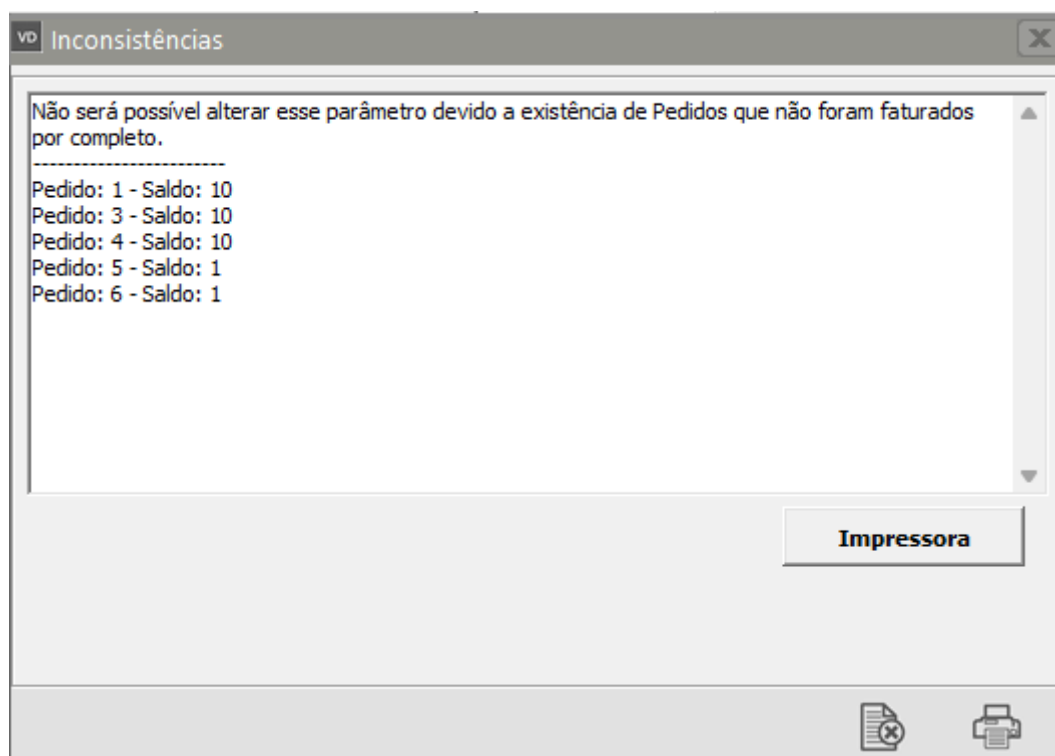 VD Inconsistências
Não será possível alterar esse parâmetro devido a existência de Pedidos que não foram faturados
por completo.
------------------------
Pedido: 1 - Saldo: 10
Pedido: 3 - Saldo: 10
Pedido: 4 - Saldo: 10
Pedido: 5 - Saldo: 1
Pedido: 6 - Saldo: 1
Impressora